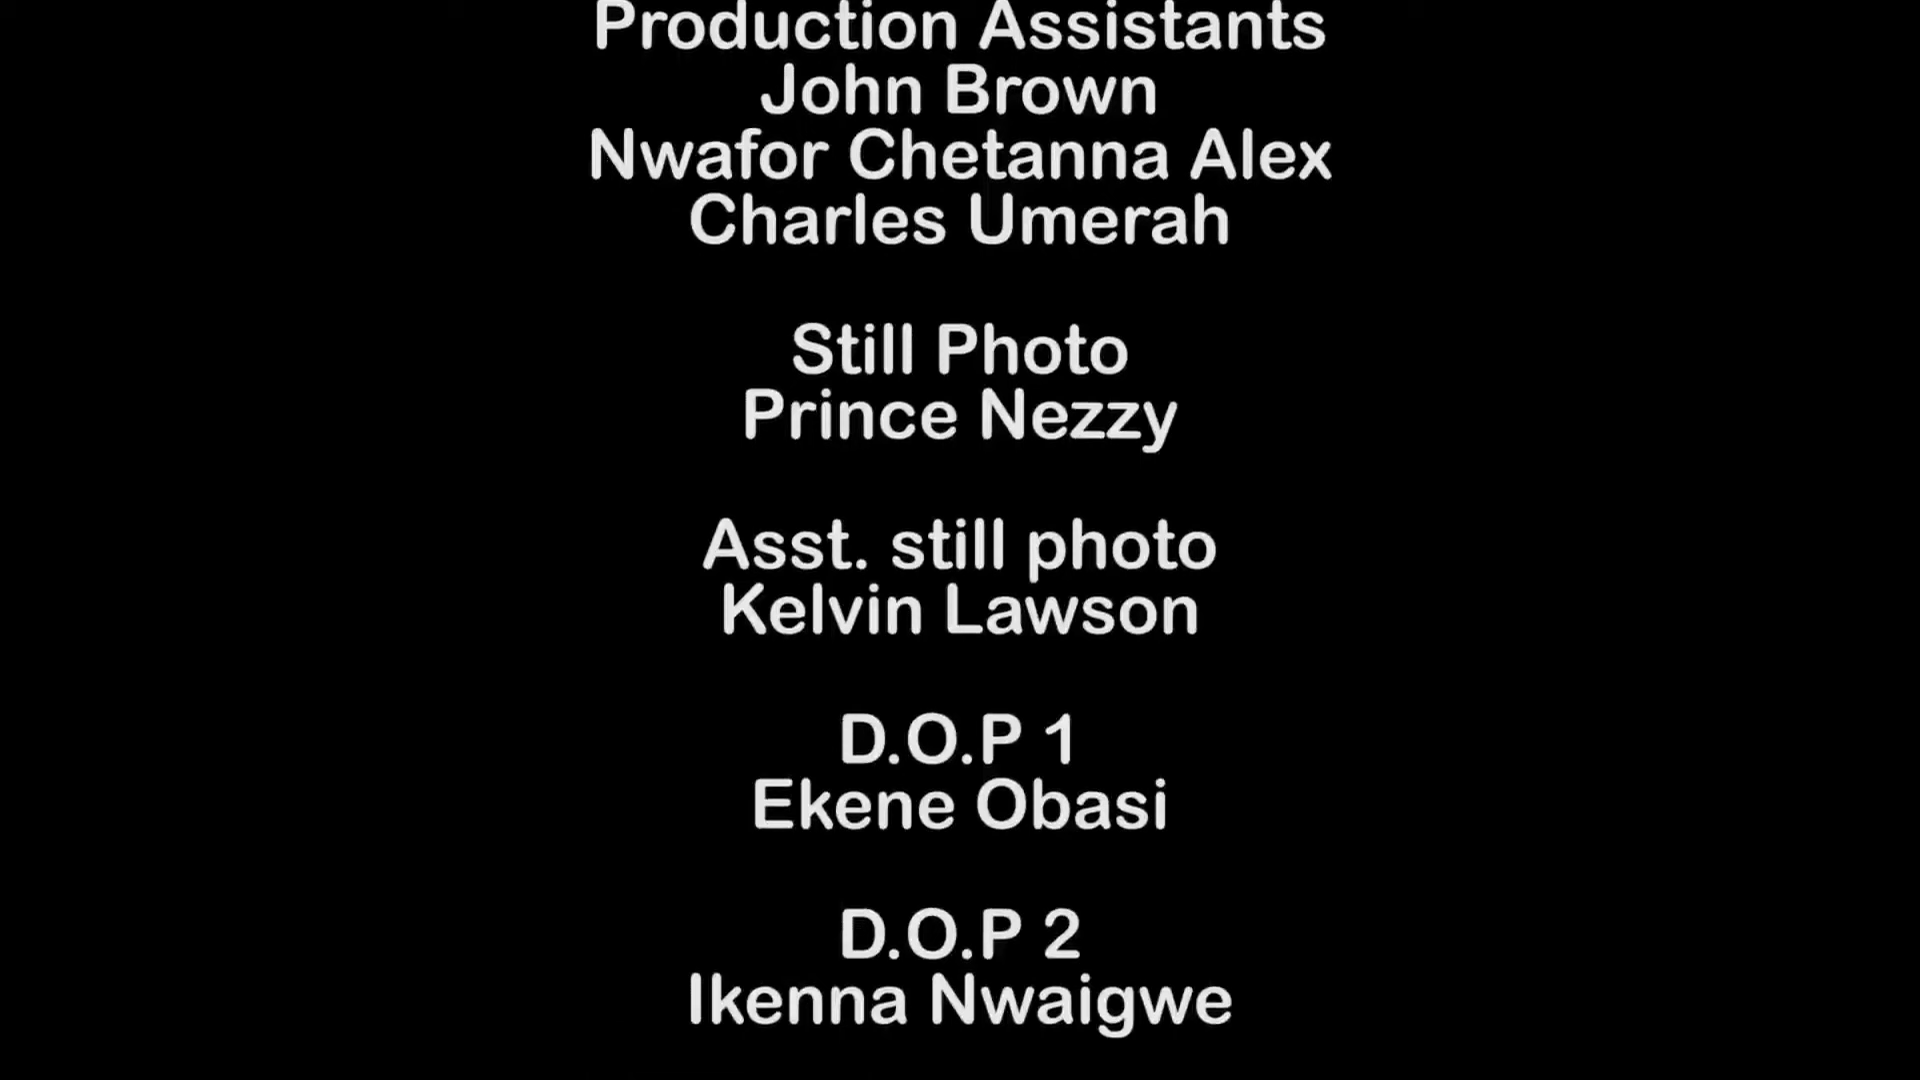 Production Assistants
John Brown
Nwafor Chetanna Alex
Charles Umerah
Still Photo
Prince Nezzy
Asst. still photo
Kelvin Lawson
D.O.P 1
Ekene Obasi
D.O.P 2
Ikenna Nwaigwe